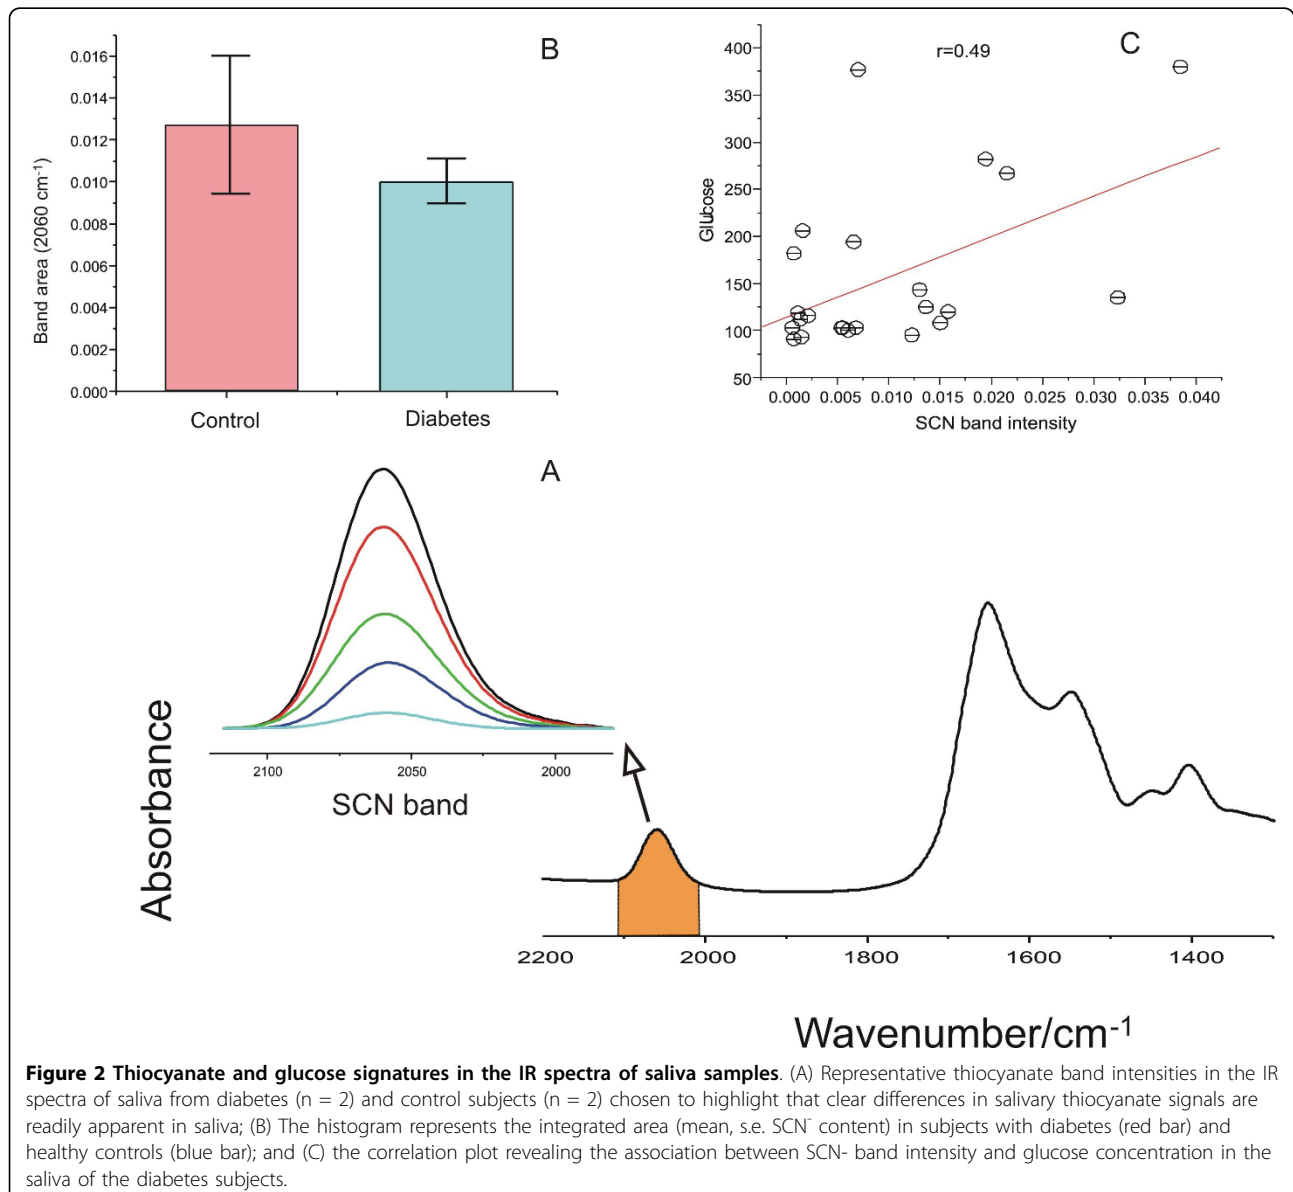 B
0.016
0.014
0.012
0.010
0.008
0.006
0.004
0.002
0.000
Band area (2060 cm⁻¹)
Control
Diabetes
C
r=0.49
400
350
300
250
200
150
100
50
Glucose
0.000 0.005 0.010 0.015 0.020 0.025 0.030 0.035 0.040
SCN band intensity
A
2100 2050 2000
SCN band
Absorbance
2200 2000 1800 1600 1400
Wavenumber/cm⁻¹
Figure 2 Thiocyanate and glucose signatures in the IR spectra of saliva samples. (A) Representative thiocyanate band intensities in the IR
spectra of saliva from diabetes (n = 2) and control subjects (n = 2) chosen to highlight that clear differences in salivary thiocyanate signals are
readily apparent in saliva; (B) The histogram represents the integrated area (mean, s.e. SCN⁻ content) in subjects with diabetes (red bar) and
healthy controls (blue bar); and (C) the correlation plot revealing the association between SCN- band intensity and glucose concentration in the
saliva of the diabetes subjects.